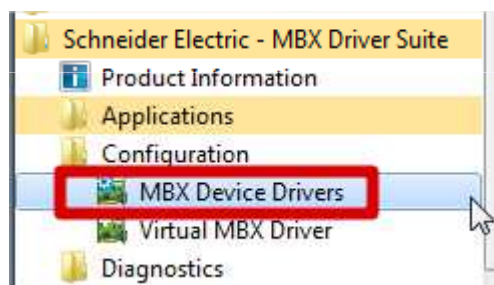 Schneider Electric - MBX Driver Suite
Product Information
Applications
Configuration
MBX Device Drivers
Virtual MBX Driver
Diagnostics